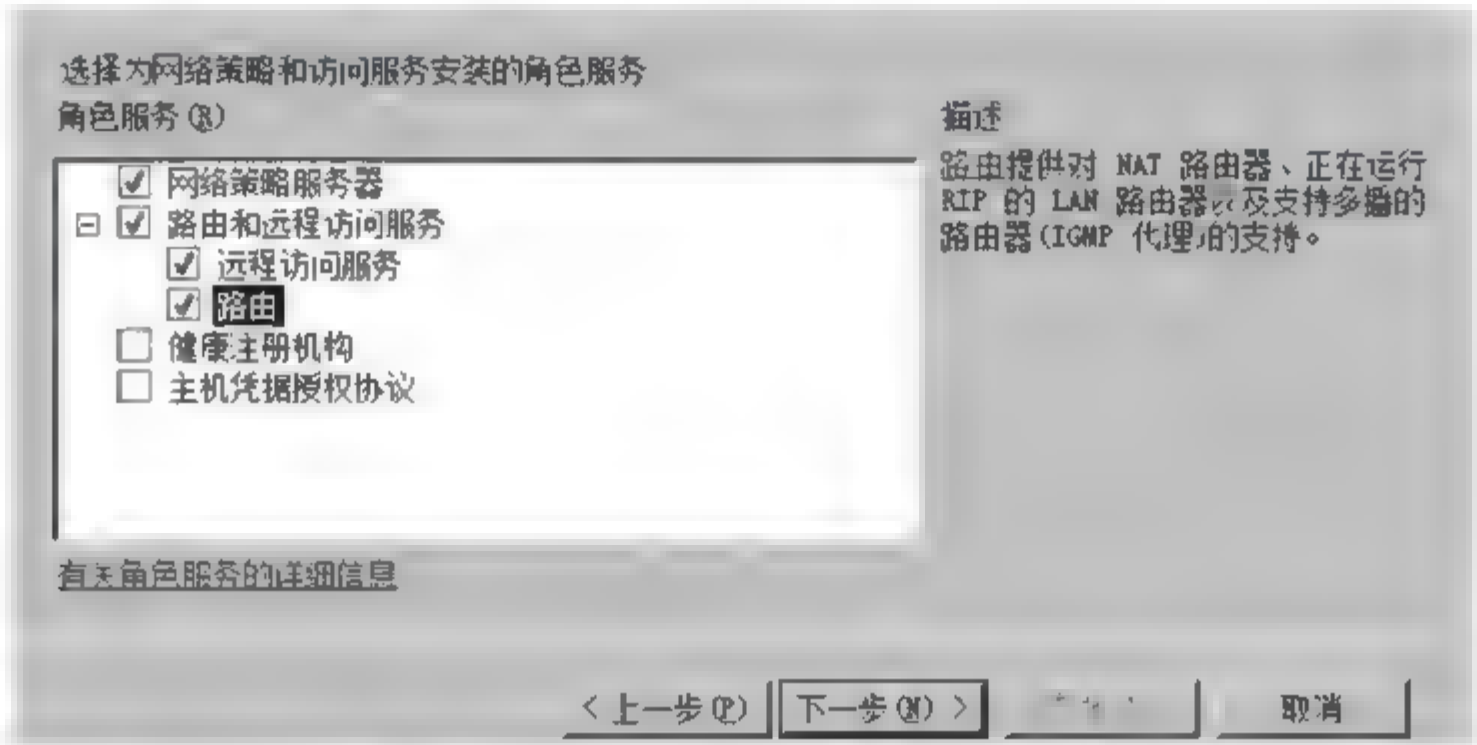 选择为网络策略和访问服务安装的角色服务
角色服务(R)
网络策略服务器
路由和远程访问服务
远程访问服务
路由
健康注册机构
主机凭据授权协议
有关角色服务的详细信息
描述
路由提供对 NAT 路由器、正在运行
RIP 的 LAN 路由器以及支持多播的
路由器(IGMP 代理)的支持。
< 上一步(P)
下一步(N) >
取消